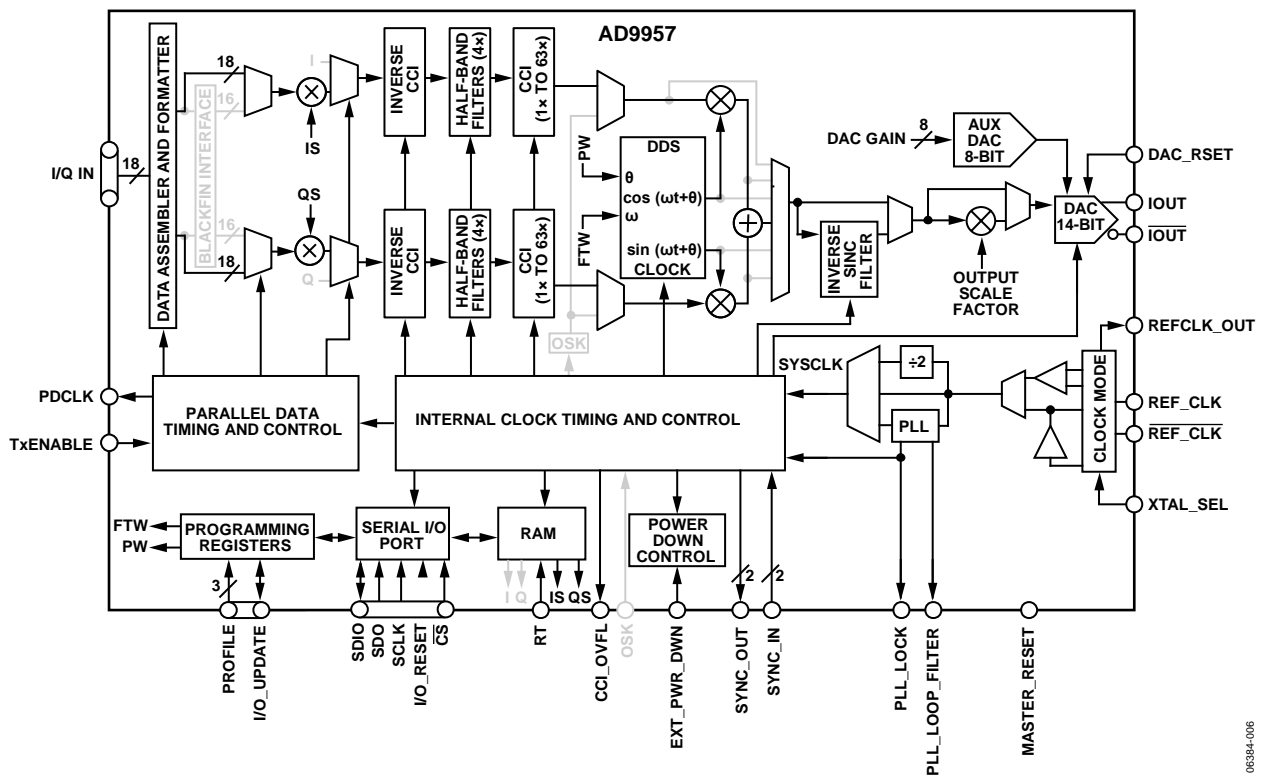 AD9957
I/Q IN
18
DATA ASSEMBLER AND FORMATTER
18
16
BLACKFIN INTERFACE
16
18
IS
QS
I
Q
INVERSE
CCI
HALF-BAND
FILTERS (4×)
CCI
(1× TO 63×)
INVERSE
CCI
HALF-BAND
FILTERS (4×)
CCI
(1× TO 63×)
OSK
PW
FTW
DDS
θ
cos (ωt+θ)
ω
sin (ωt+θ)
CLOCK
INVERSE
SINC
FILTER
OUTPUT
SCALE
FACTOR
DAC GAIN
8
AUX
DAC
8-BIT
DAC
14-BIT
DAC_RSET
IOUT
IOUT
REFCLK_OUT
REF_CLK
REF_CLK
XTAL_SEL
CLOCK MODE
SYSCLK
÷2
PLL
PDCLK
TxENABLE
PARALLEL DATA
TIMING AND CONTROL
INTERNAL CLOCK TIMING AND CONTROL
FTW
PW
PROGRAMMING
REGISTERS
SERIAL I/O
PORT
RAM
POWER
DOWN
CONTROL
3
I
Q
IS
QS
2
2
PROFILE
I/O_UPDATE
SDIO
SDO
SCLK
I/O_RESET
CS
RT
CCI_OVFL
OSK
EXT_PWR_DWN
SYNC_OUT
SYNC_IN
PLL_LOCK
PLL_LOOP_FILTER
MASTER_RESET
06384-006